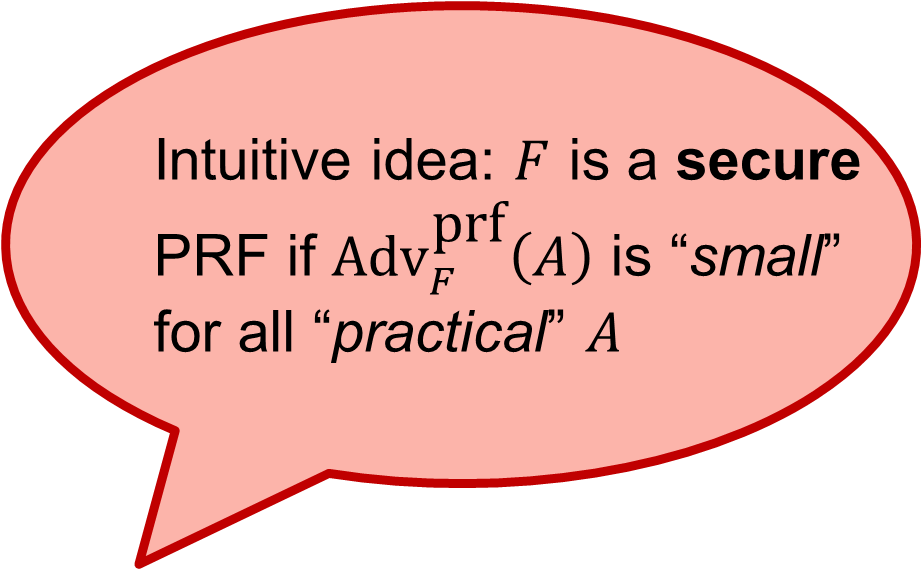 Intuitive idea: 𝐹 is a secure
PRF if Adv_𝐹^prf(𝐴) is “small”
for all “practical” 𝐴